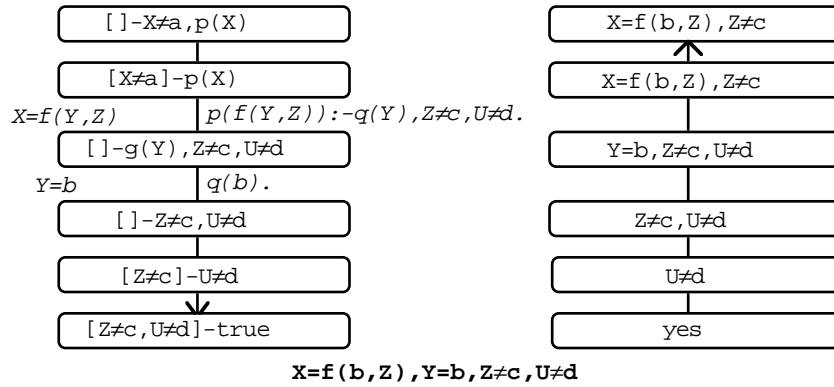 []-X≠a,p(X)
[X≠a]-p(X)
X=f(Y,Z) p(f(Y,Z)):-q(Y),Z≠c,U≠d.
[]-g(Y),Z≠c,U≠d
Y=b q(b).
[]-Z≠c,U≠d
[Z≠c]-U≠d
[Z≠c,U≠d]-true
X=f(b,Z),Z≠c
X=f(b,Z),Z≠c
Y=b,Z≠c,U≠d
Z≠c,U≠d
U≠d
yes
X=f(b,Z),Y=b,Z≠c,U≠d